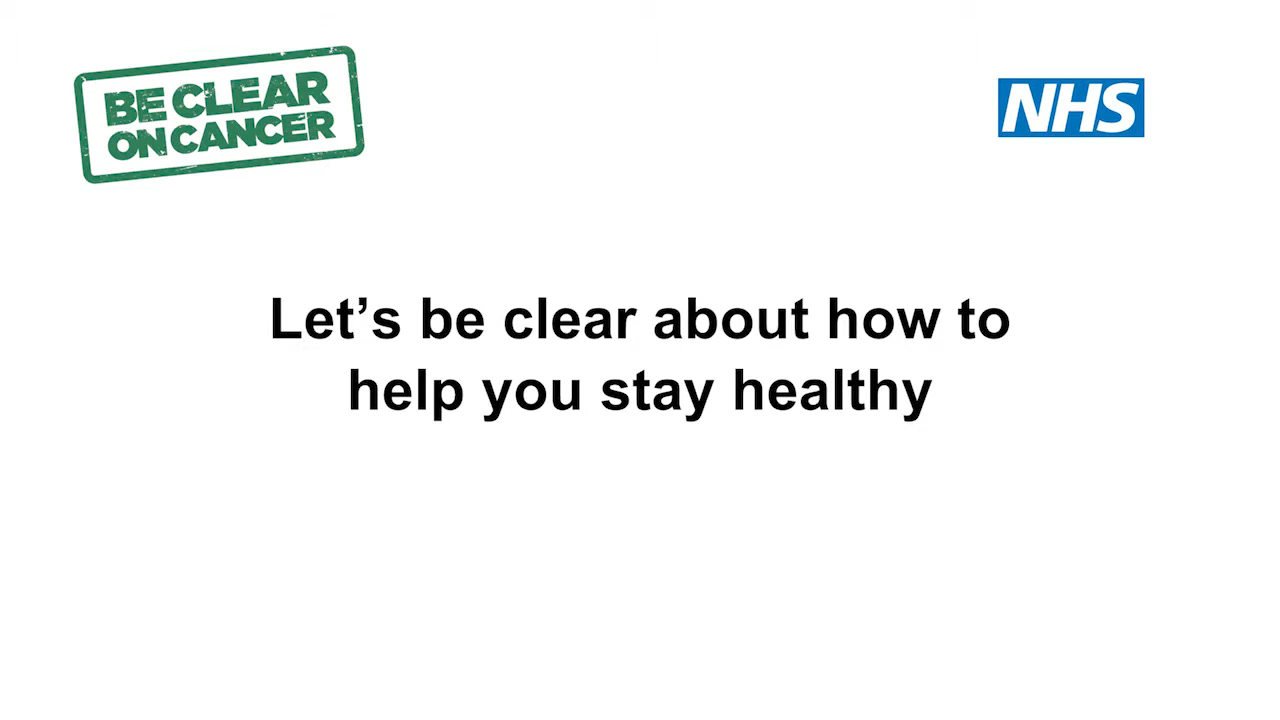 BE CLEAR
ON CANCER
NHS
Let’s be clear about how to
help you stay healthy